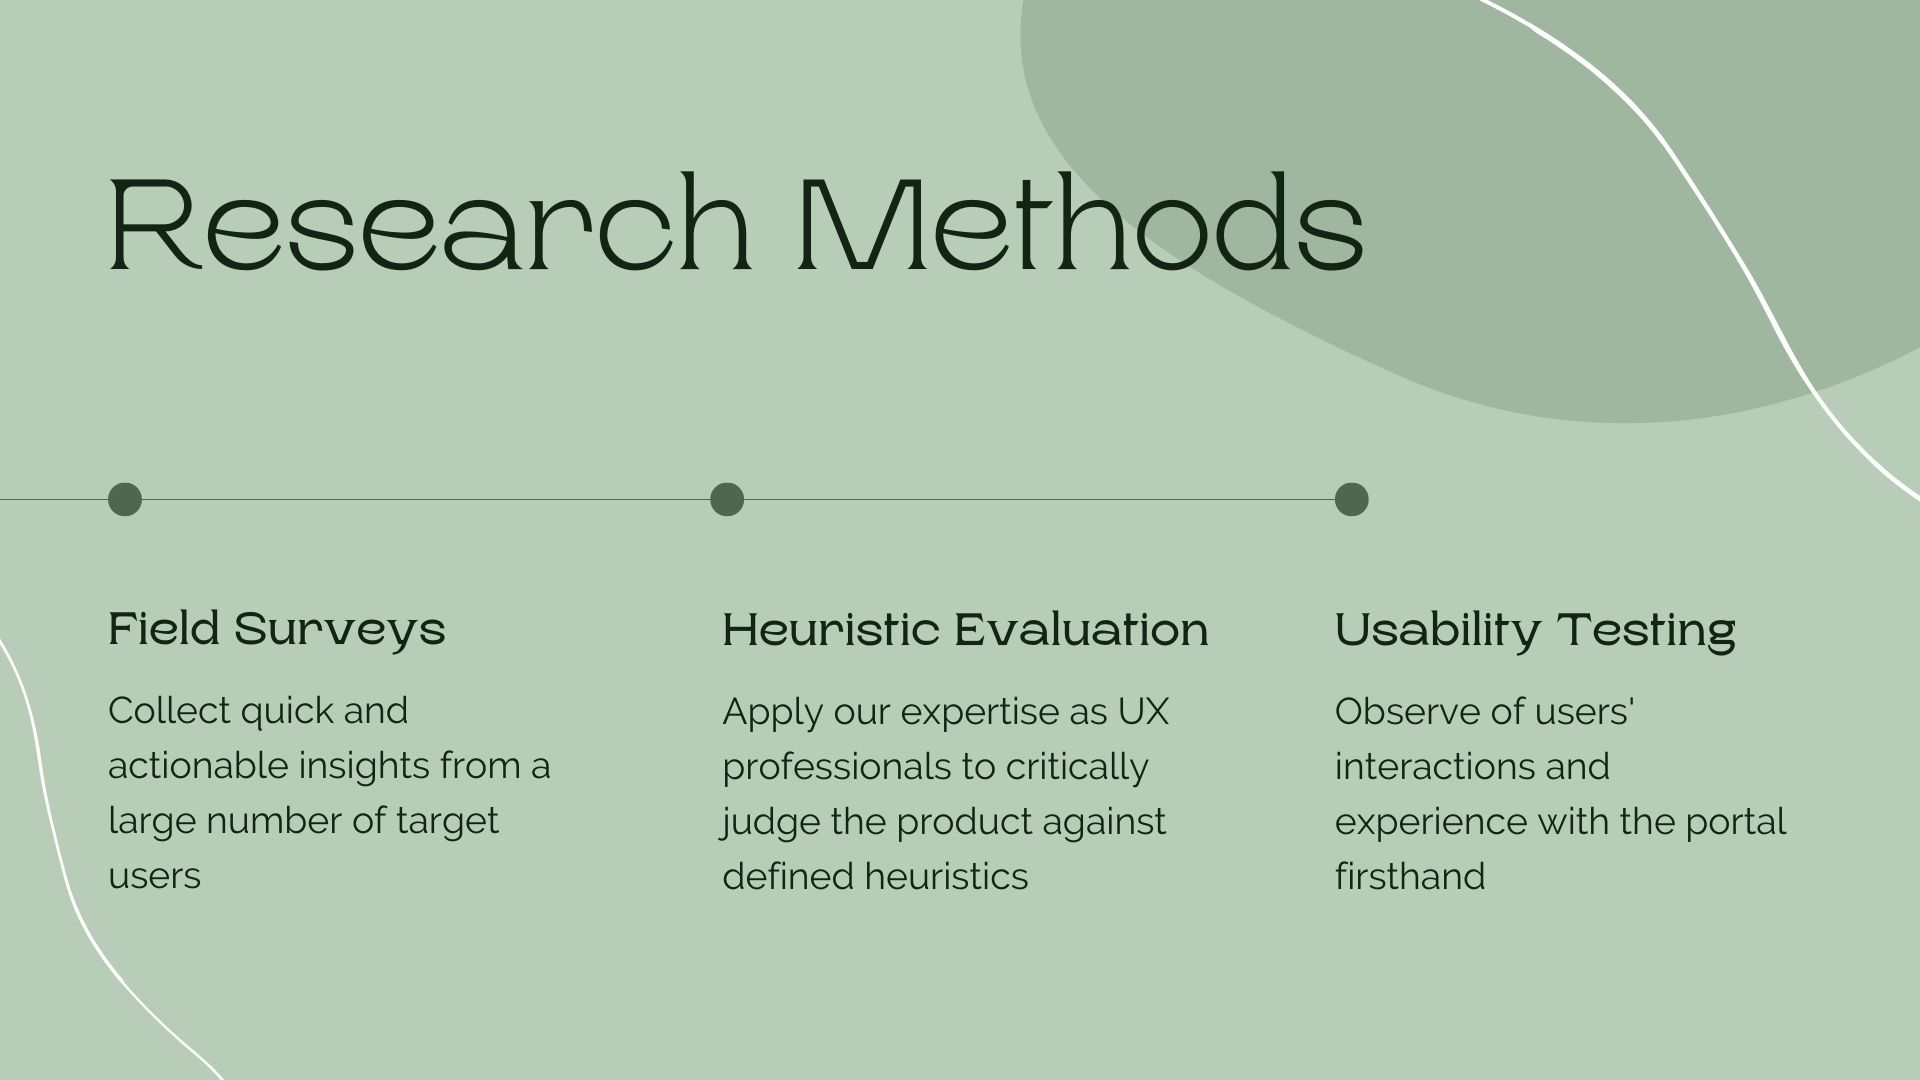 Research Methods
Field Surveys
Collect quick and
actionable insights from a
large number of target
users
Heuristic Evaluation
Apply our expertise as UX
professionals to critically
judge the product against
defined heuristics
Usability Testing
Observe of users'
interactions and
experience with the portal
firsthand